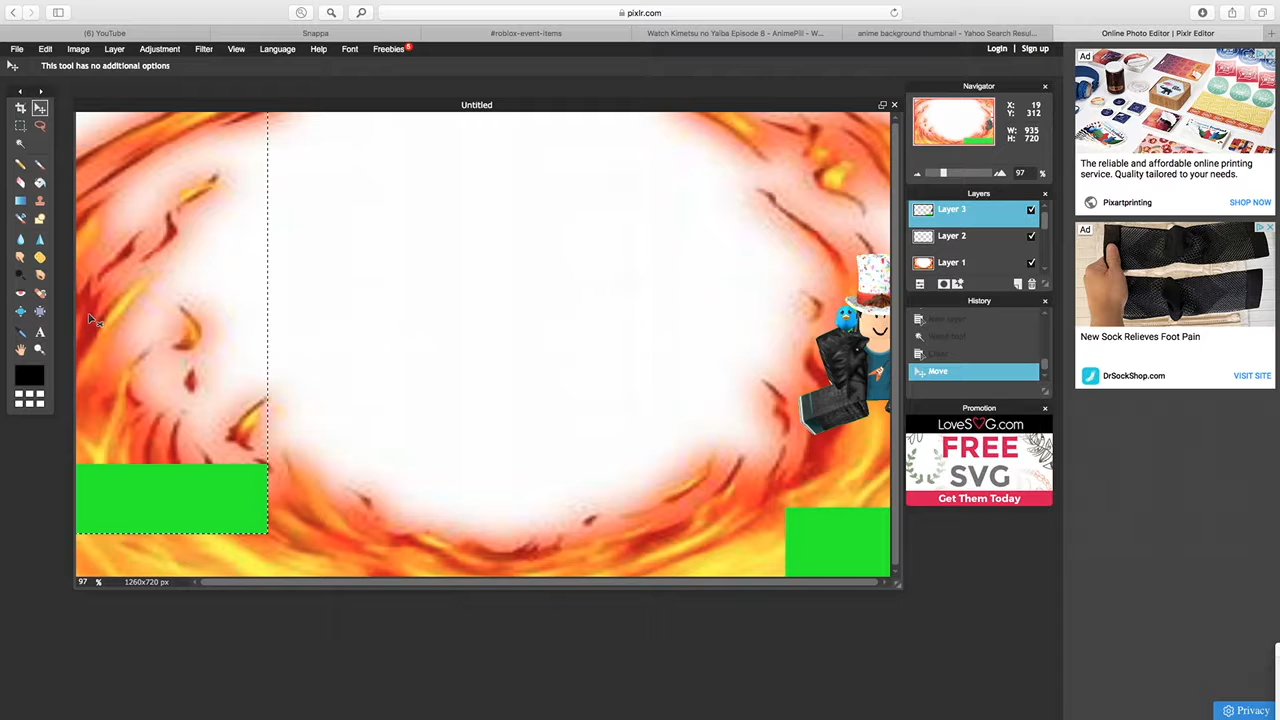 pixlr.com
(6) YouTube
Snappa
#roblox-event-items
Watch Kimetsu no Yaiba Episode 8 - AnimePill - W...
anime background thumbnail - Yahoo Search Resul...
Online Photo Editor | Pixlr Editor
File Edit Image Layer Adjustment Filter View Language Help Font Freebies
Login | Sign up
This tool has no additional options
Untitled
97 % 1260x720 px
Navigator
X: 19
Y: 312
W: 935
H: 720
97 %
Layers
Layer 3
Layer 2
Layer 1
History
New layer
Wand tool
Clear
Move
Promotion
LoveSVG.com
FREE
SVG
Get Them Today
Ad
The reliable and affordable online printing
service. Quality tailored to your needs.
Pixartprinting SHOP NOW
Ad
New Sock Relieves Foot Pain
DrSockShop.com VISIT SITE
Privacy